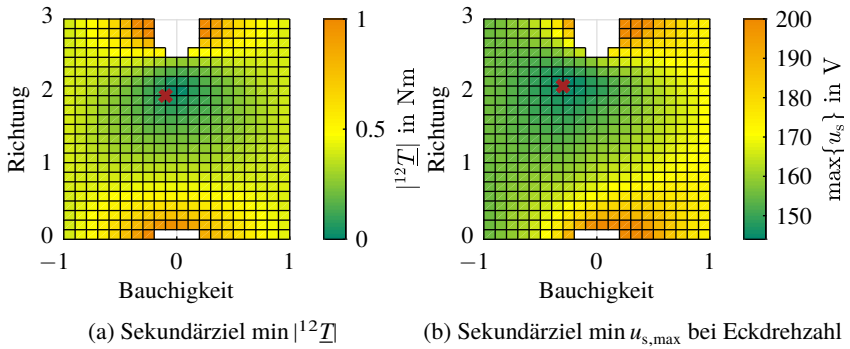 3
2
1
0
−1
0
1
Richtung
Bauchigkeit
1
0.5
0
|¹²T̲| in Nm
3
2
1
0
−1
0
1
Richtung
Bauchigkeit
200
190
180
170
160
150
max{uₛ} in V
(a) Sekundärziel min |¹²T̲|
(b) Sekundärziel min uₛ,ₘₐₓ bei Eckdrehzahl